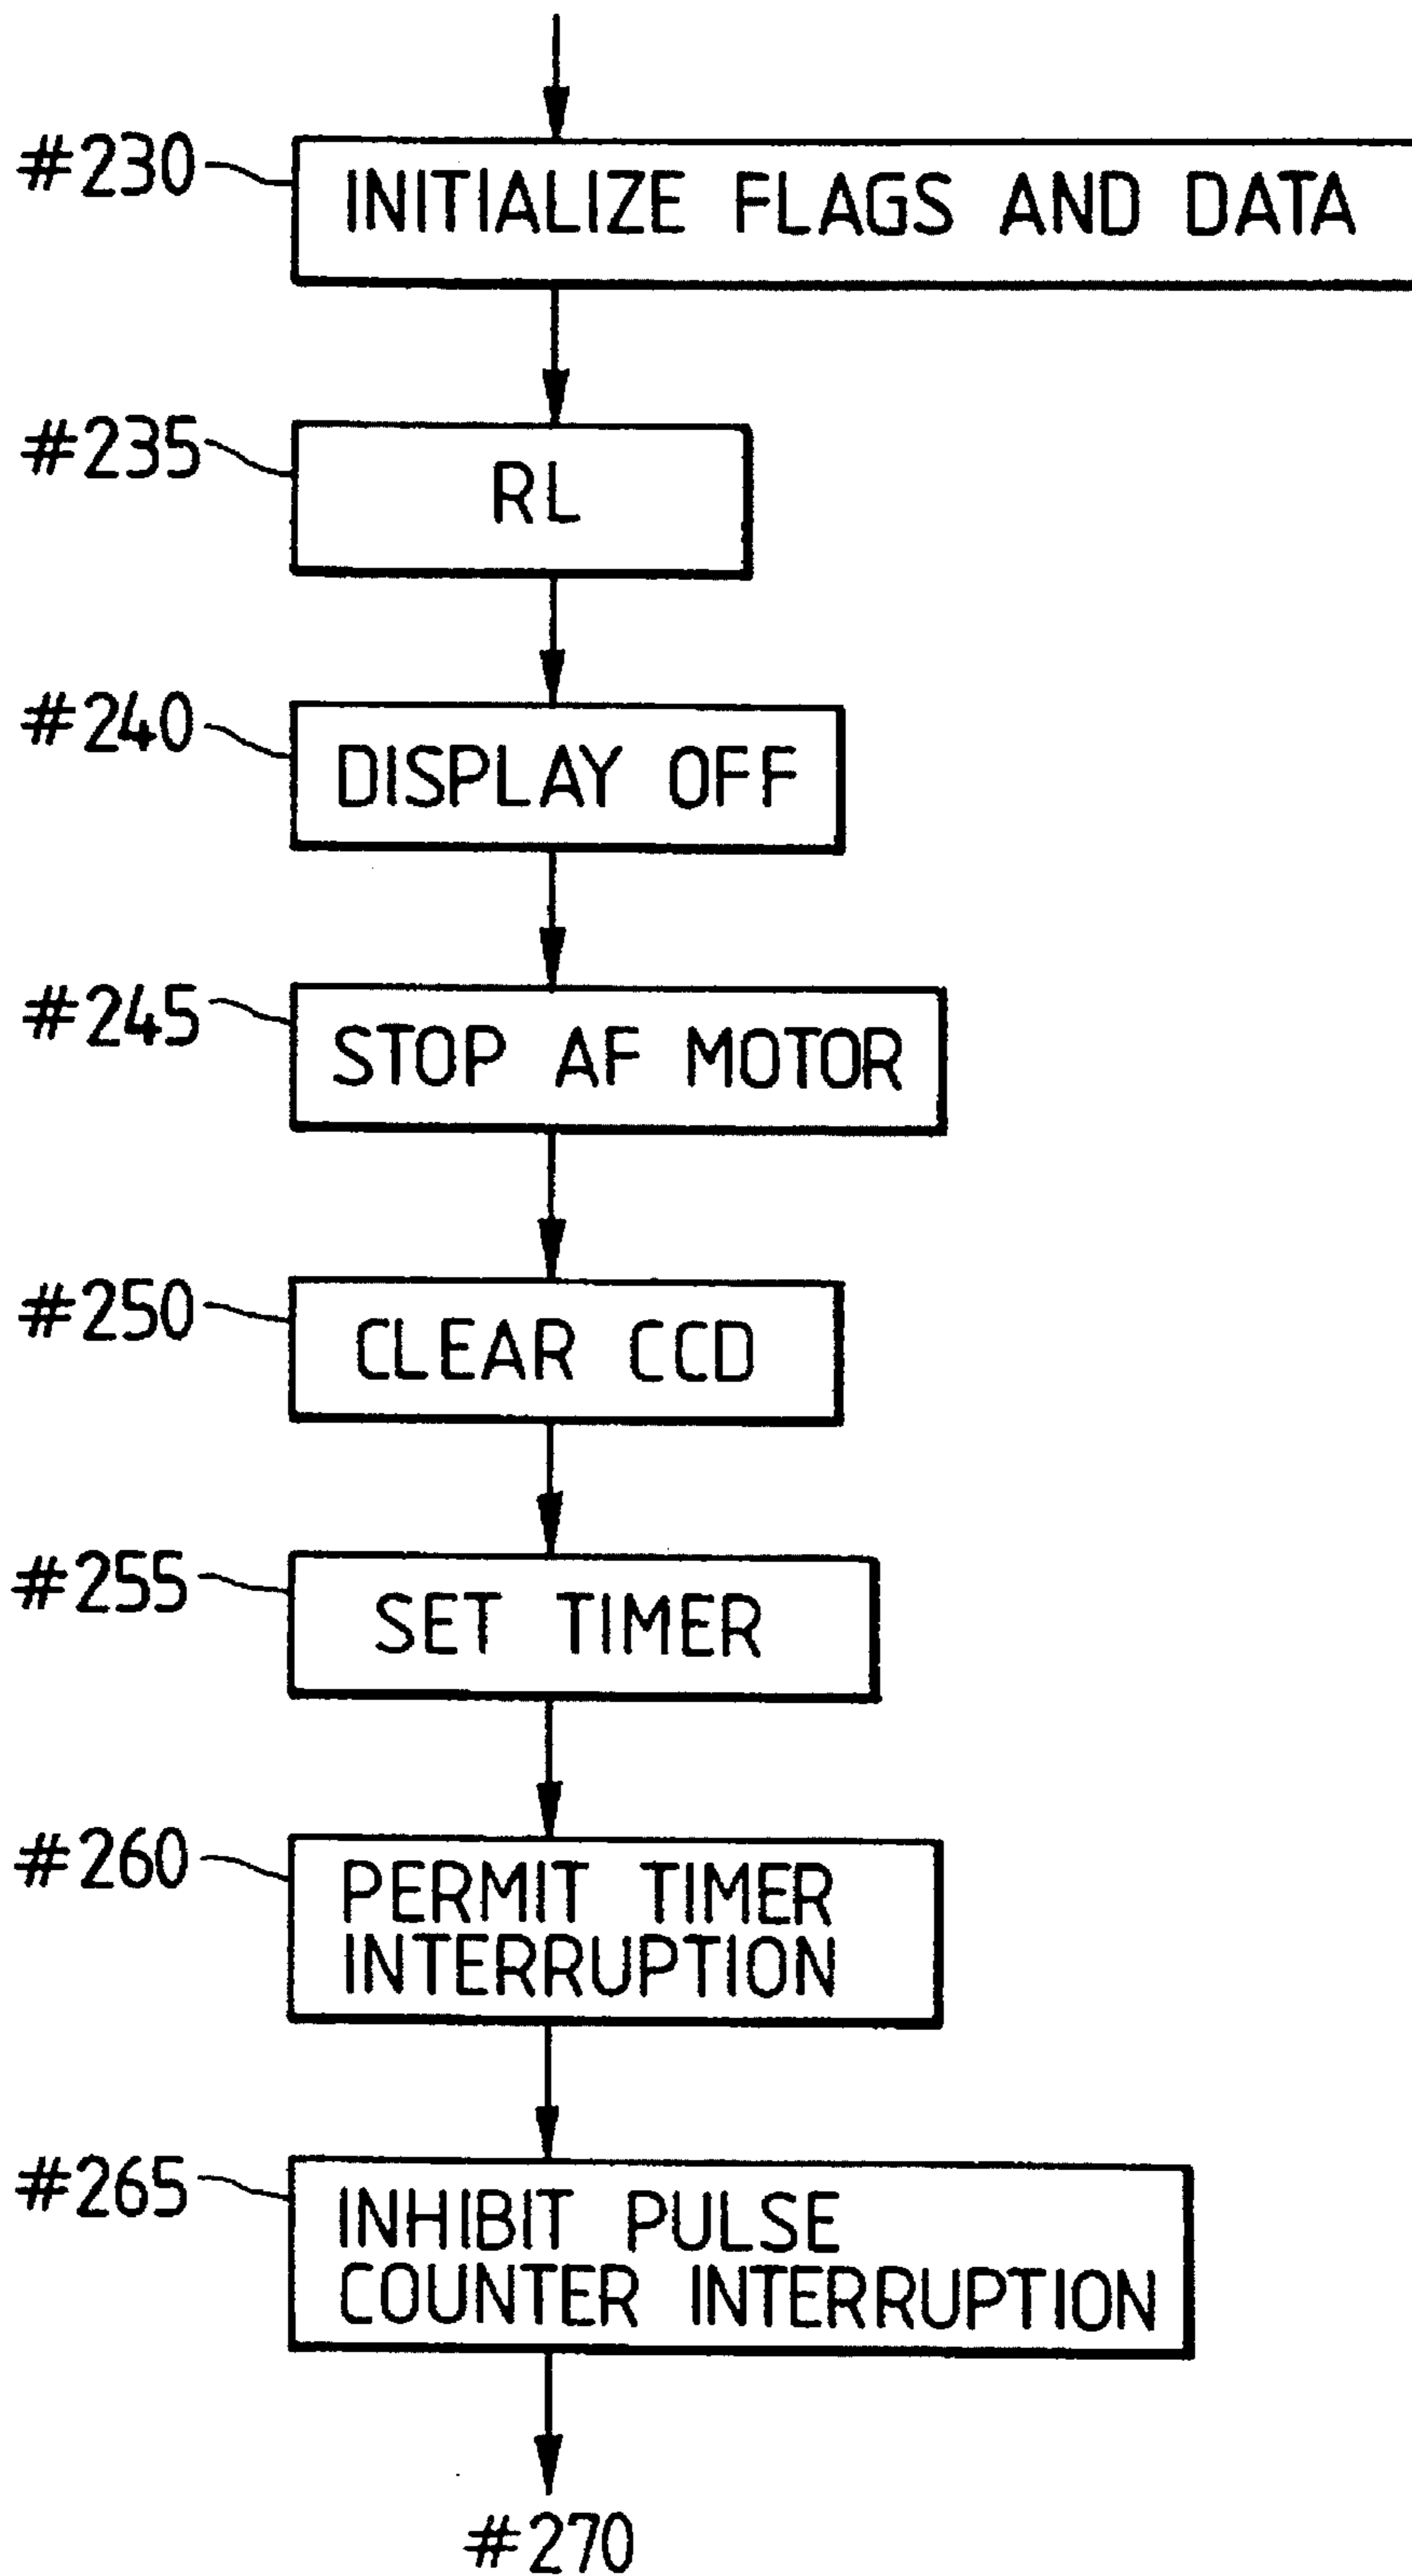 #230
INITIALIZE FLAGS AND DATA
#235
RL
#240
DISPLAY OFF
#245
STOP AF MOTOR
#250
CLEAR CCD
#255
SET TIMER
#260
PERMIT TIMER
INTERRUPTION
#265
INHIBIT PULSE
COUNTER INTERRUPTION
#270